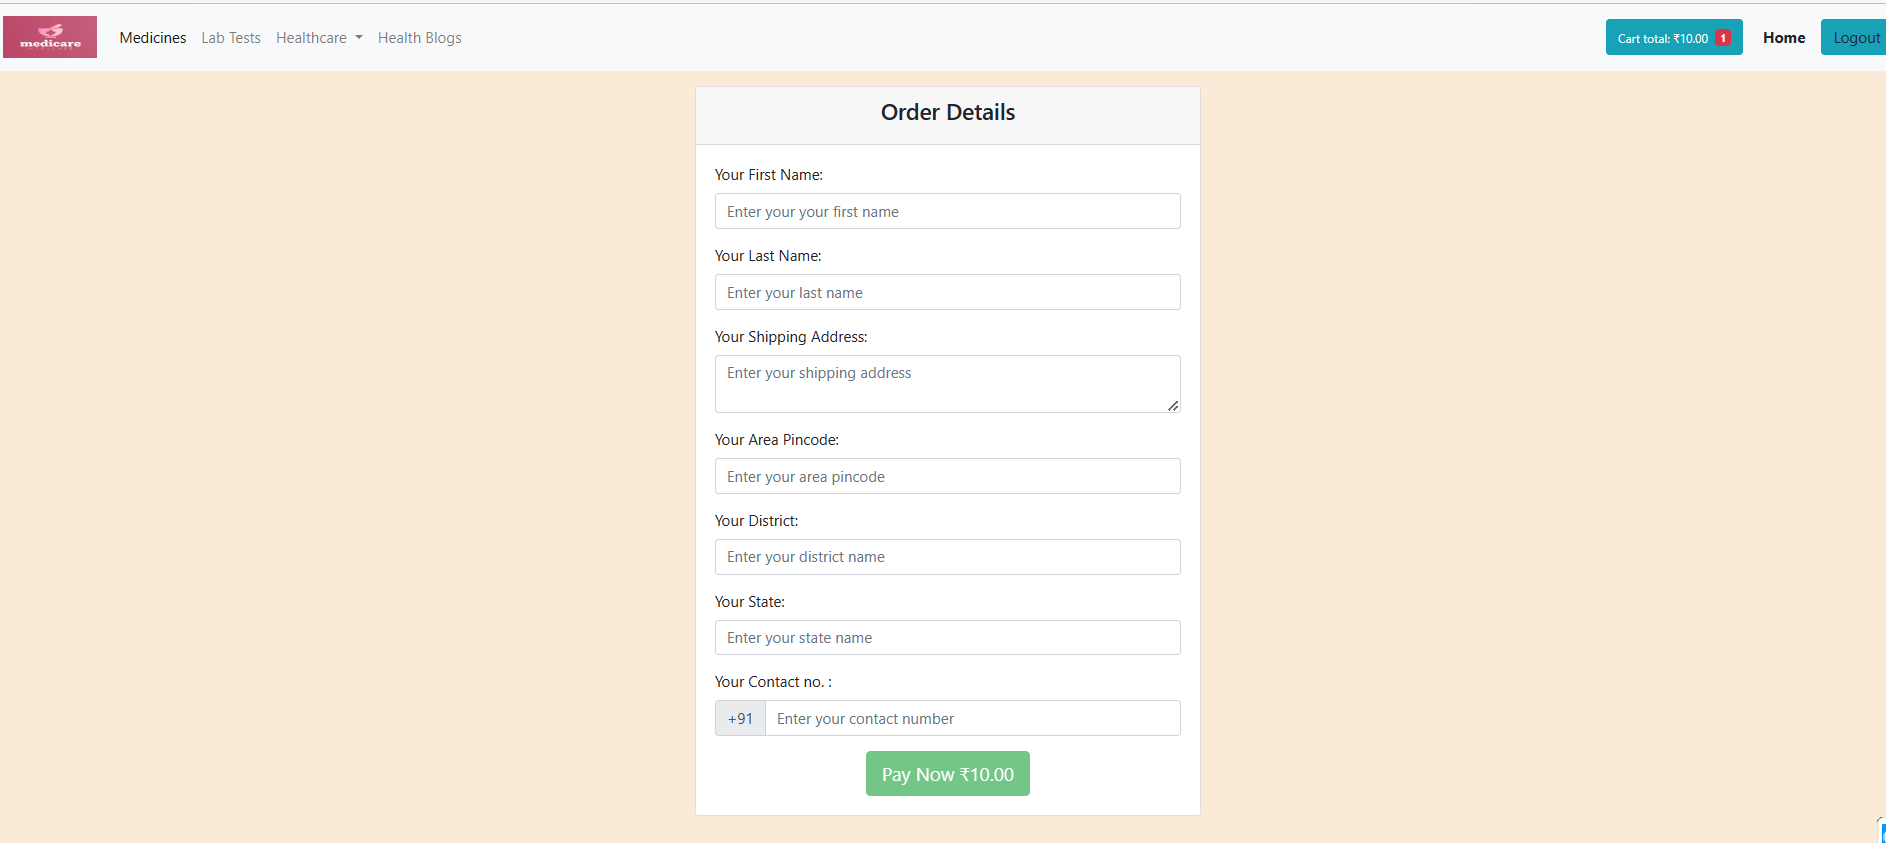 medicare
Medicines Lab Tests Healthcare Health Blogs Cart total: ₹10.00 1 Home Logout
Order Details
Your First Name:
Enter your your first name
Your Last Name:
Enter your last name
Your Shipping Address:
Enter your shipping address
Your Area Pincode:
Enter your area pincode
Your District:
Enter your district name
Your State:
Enter your state name
Your Contact no. :
+91 Enter your contact number
Pay Now ₹10.00